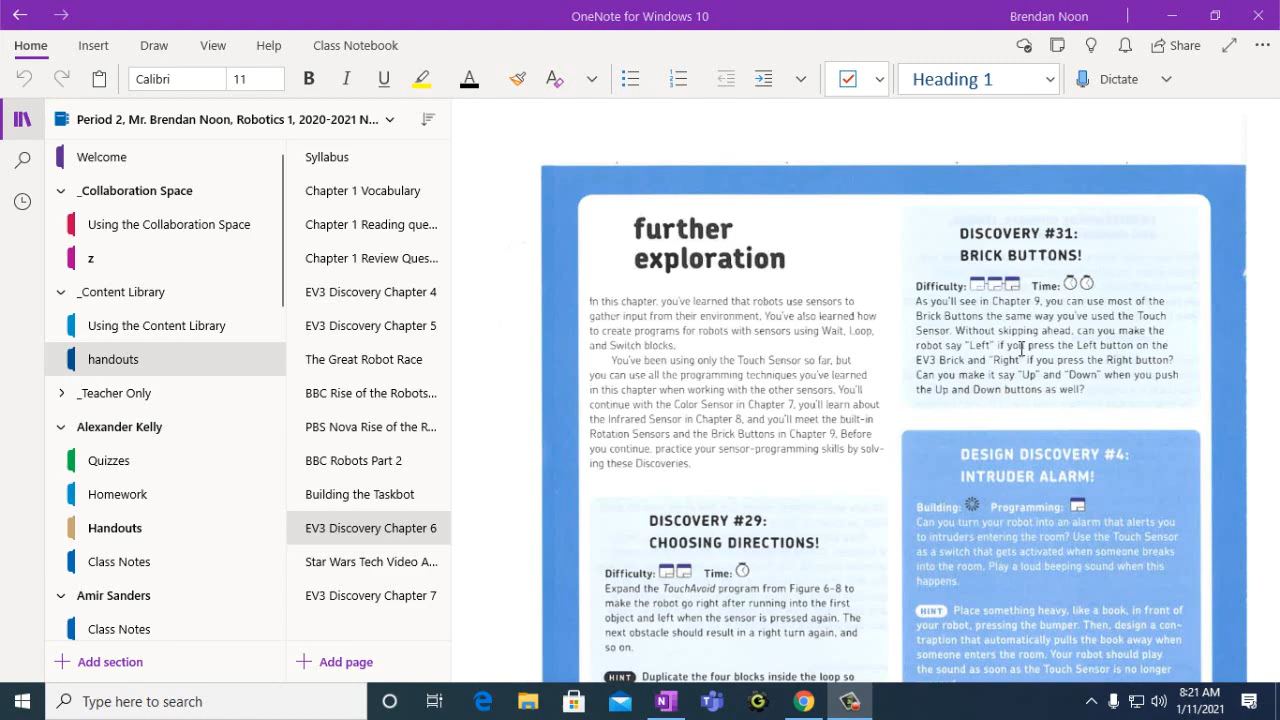 OneNote for Windows 10
Brendan Noon
Home
Insert
Draw
View
Help
Class Notebook
Share
Calibri
11
B
I
U
A
Heading 1
Dictate
Period 2, Mr. Brendan Noon, Robotics 1, 2020-2021 N...
Welcome
_Collaboration Space
Using the Collaboration Space
z
_Content Library
Using the Content Library
handouts
_Teacher Only
Alexander Kelly
Quizzes
Homework
Handouts
Class Notes
Amir Sanders
Class Notes
Add section
Syllabus
Chapter 1 Vocabulary
Chapter 1 Reading que...
Chapter 1 Review Ques...
EV3 Discovery Chapter 4
EV3 Discovery Chapter 5
The Great Robot Race
BBC Rise of the Robots...
PBS Nova Rise of the R...
BBC Robots Part 2
Building the Taskbot
EV3 Discovery Chapter 6
Star Wars Tech Video A...
EV3 Discovery Chapter 7
Add page
further
exploration
In this chapter, you've learned that robots use sensors to
gather input from their environment. You've also learned how
to create programs for robots with sensors using Wait, Loop,
and Switch blocks.
You've been using only the Touch Sensor so far, but
you can use all the programming techniques you've learned
in this chapter when working with the other sensors. You'll
continue with the Color Sensor in Chapter 7, you'll learn about
the Infrared Sensor in Chapter 8, and you'll meet the built-in
Rotation Sensors and the Brick Buttons in Chapter 9. Before
you continue, practice your sensor-programming skills by solv-
ing these Discoveries.
DISCOVERY #29:
CHOOSING DIRECTIONS!
Difficulty: Time:
Expand the TouchAvoid program from Figure 6-8 to
make the robot go right after running into the first
object and left when the sensor is pressed again. The
next obstacle should result in a right turn again, and
so on.
HINT Duplicate the four blocks inside the loop so
DISCOVERY #31:
BRICK BUTTONS!
Difficulty: Time:
As you'll see in Chapter 9, you can use most of the
Brick Buttons the same way you've used the Touch
Sensor. Without skipping ahead, can you make the
robot say "Left" if you press the Left button on the
EV3 Brick and "Right" if you press the Right button?
Can you make it say "Up" and "Down" when you push
the Up and Down buttons as well?
DESIGN DISCOVERY #4:
INTRUDER ALARM!
Building: Programming:
Can you turn your robot into an alarm that alerts you
to intruders entering the room? Use the Touch Sensor
as a switch that gets activated when someone breaks
into the room. Play a loud beeping sound when this
happens.
HINT Place something heavy, like a book, in front of
your robot, pressing the bumper. Then, design a con-
traption that automatically pulls the book away when
someone enters the room. Your robot should play
the sound as soon as the Touch Sensor is no longer
Type here to search
8:21 AM
1/11/2021